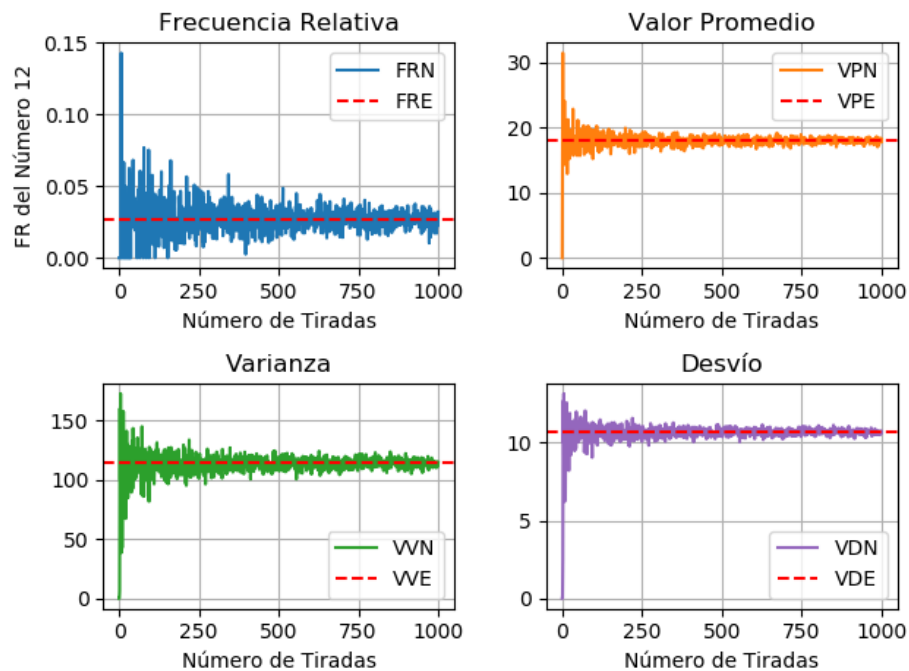 Frecuencia Relativa
0.15
0.10
0.05
0.00
FR del Número 12
FRN
FRE
0 250 500 750 1000
Número de Tiradas
Valor Promedio
30
20
10
0
VPN
VPE
0 250 500 750 1000
Número de Tiradas
Varianza
150
100
50
0
VVN
VVE
0 250 500 750 1000
Número de Tiradas
Desvío
10
5
0
VDN
VDE
0 250 500 750 1000
Número de Tiradas